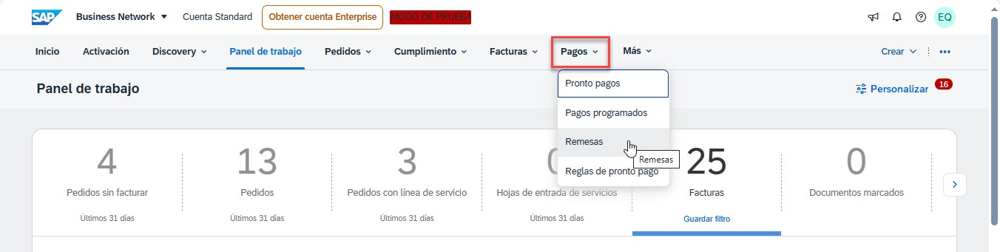 SAP Business Network Cuenta Standard Obtener cuenta Enterprise MODO DE PRUEBA EQ
Inicio Activación Discovery Panel de trabajo Pedidos Cumplimiento Facturas Pagos Más Crear
Panel de trabajo Personalizar 16
Pronto pagos
Pagos programados
Remesas
Remesas
Reglas de pronto pago
4 13 3 0 25 0
Pedidos sin facturar Pedidos Pedidos con línea de servicio Hojas de entrada de servicios Facturas Documentos marcados
Últimos 31 días Últimos 31 días Últimos 31 días Últimos 31 días Guardar filtro